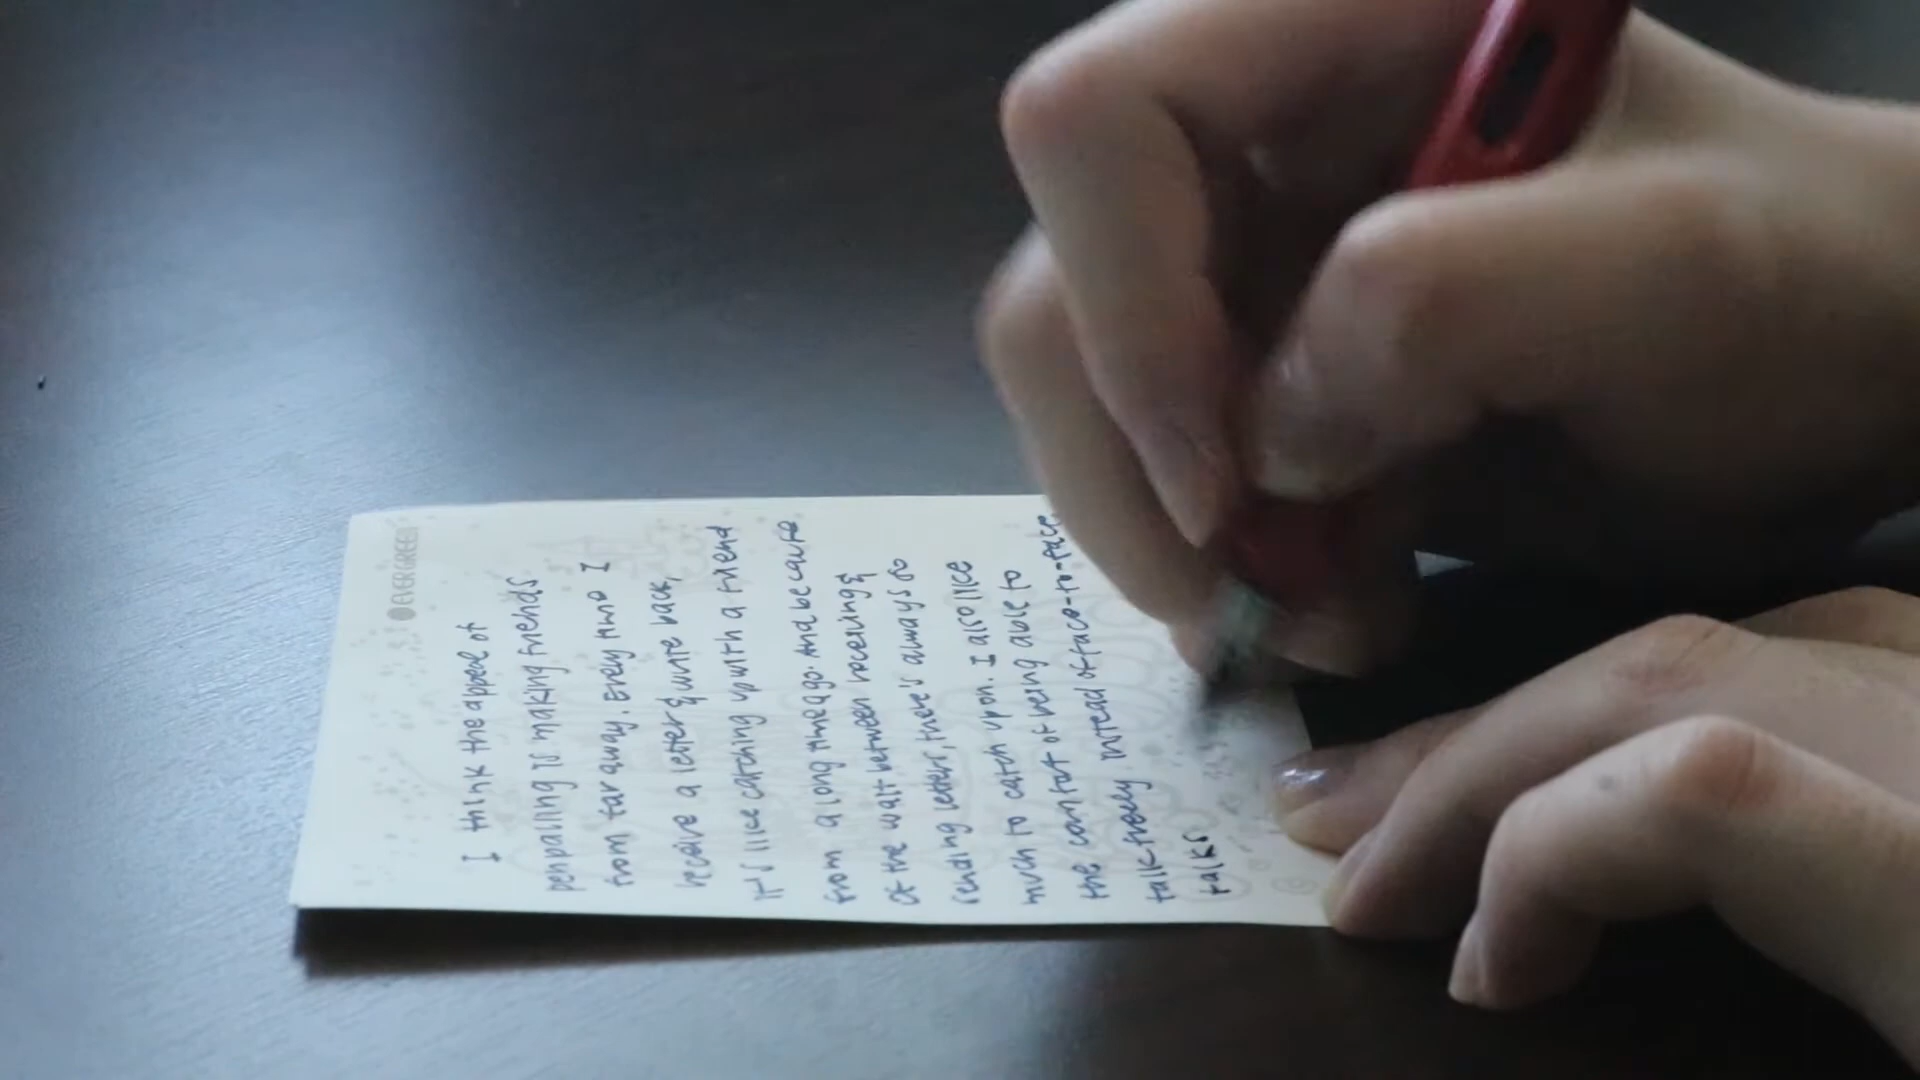 EVERGREEN
I think the appeal of
penpalling is making friends
from far away. Every time I
receive a letter & write back,
it's like catching up with a friend
from a long time ago. And because
of the wait between receiving &
sending letters, there's always so
much to catch upon. I also like
the comfort of being able to
talk freely instead of face-to-face
talks